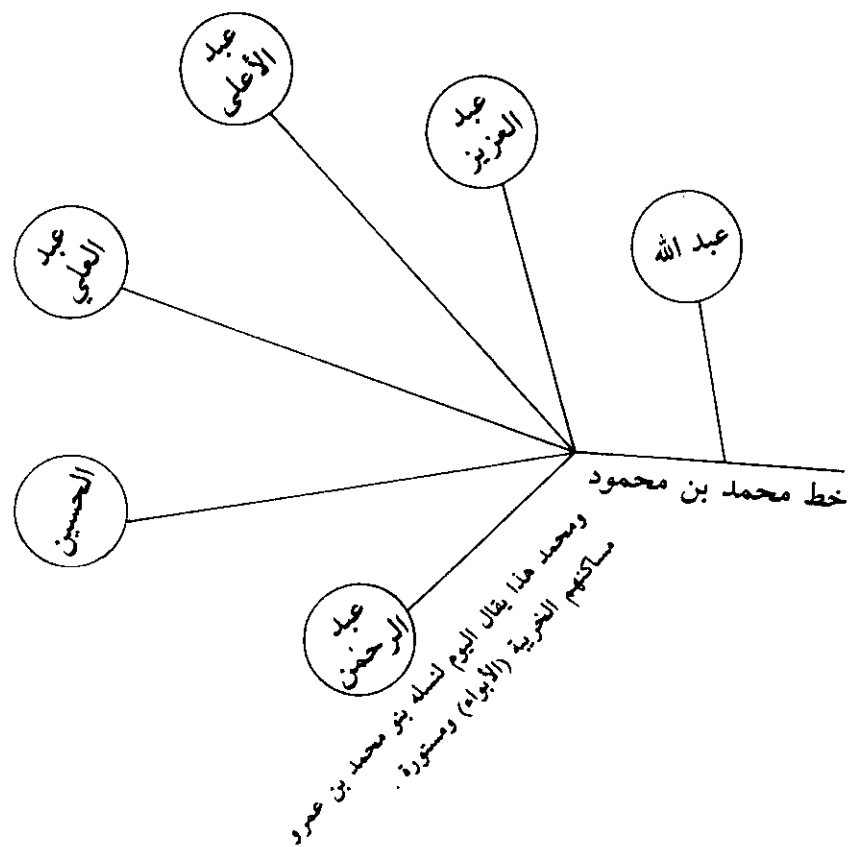 عبد
الأعلى
عبد
العزيز
عبد الله
عبد
العلي
الحسين
عبد
الرحمن
خط محمد بن محمود
ومحمد هذا يقال اليوم لنسله بنو محمد بن عمرو
مساكنهم الخريبة (الأبواء) ومستورة .